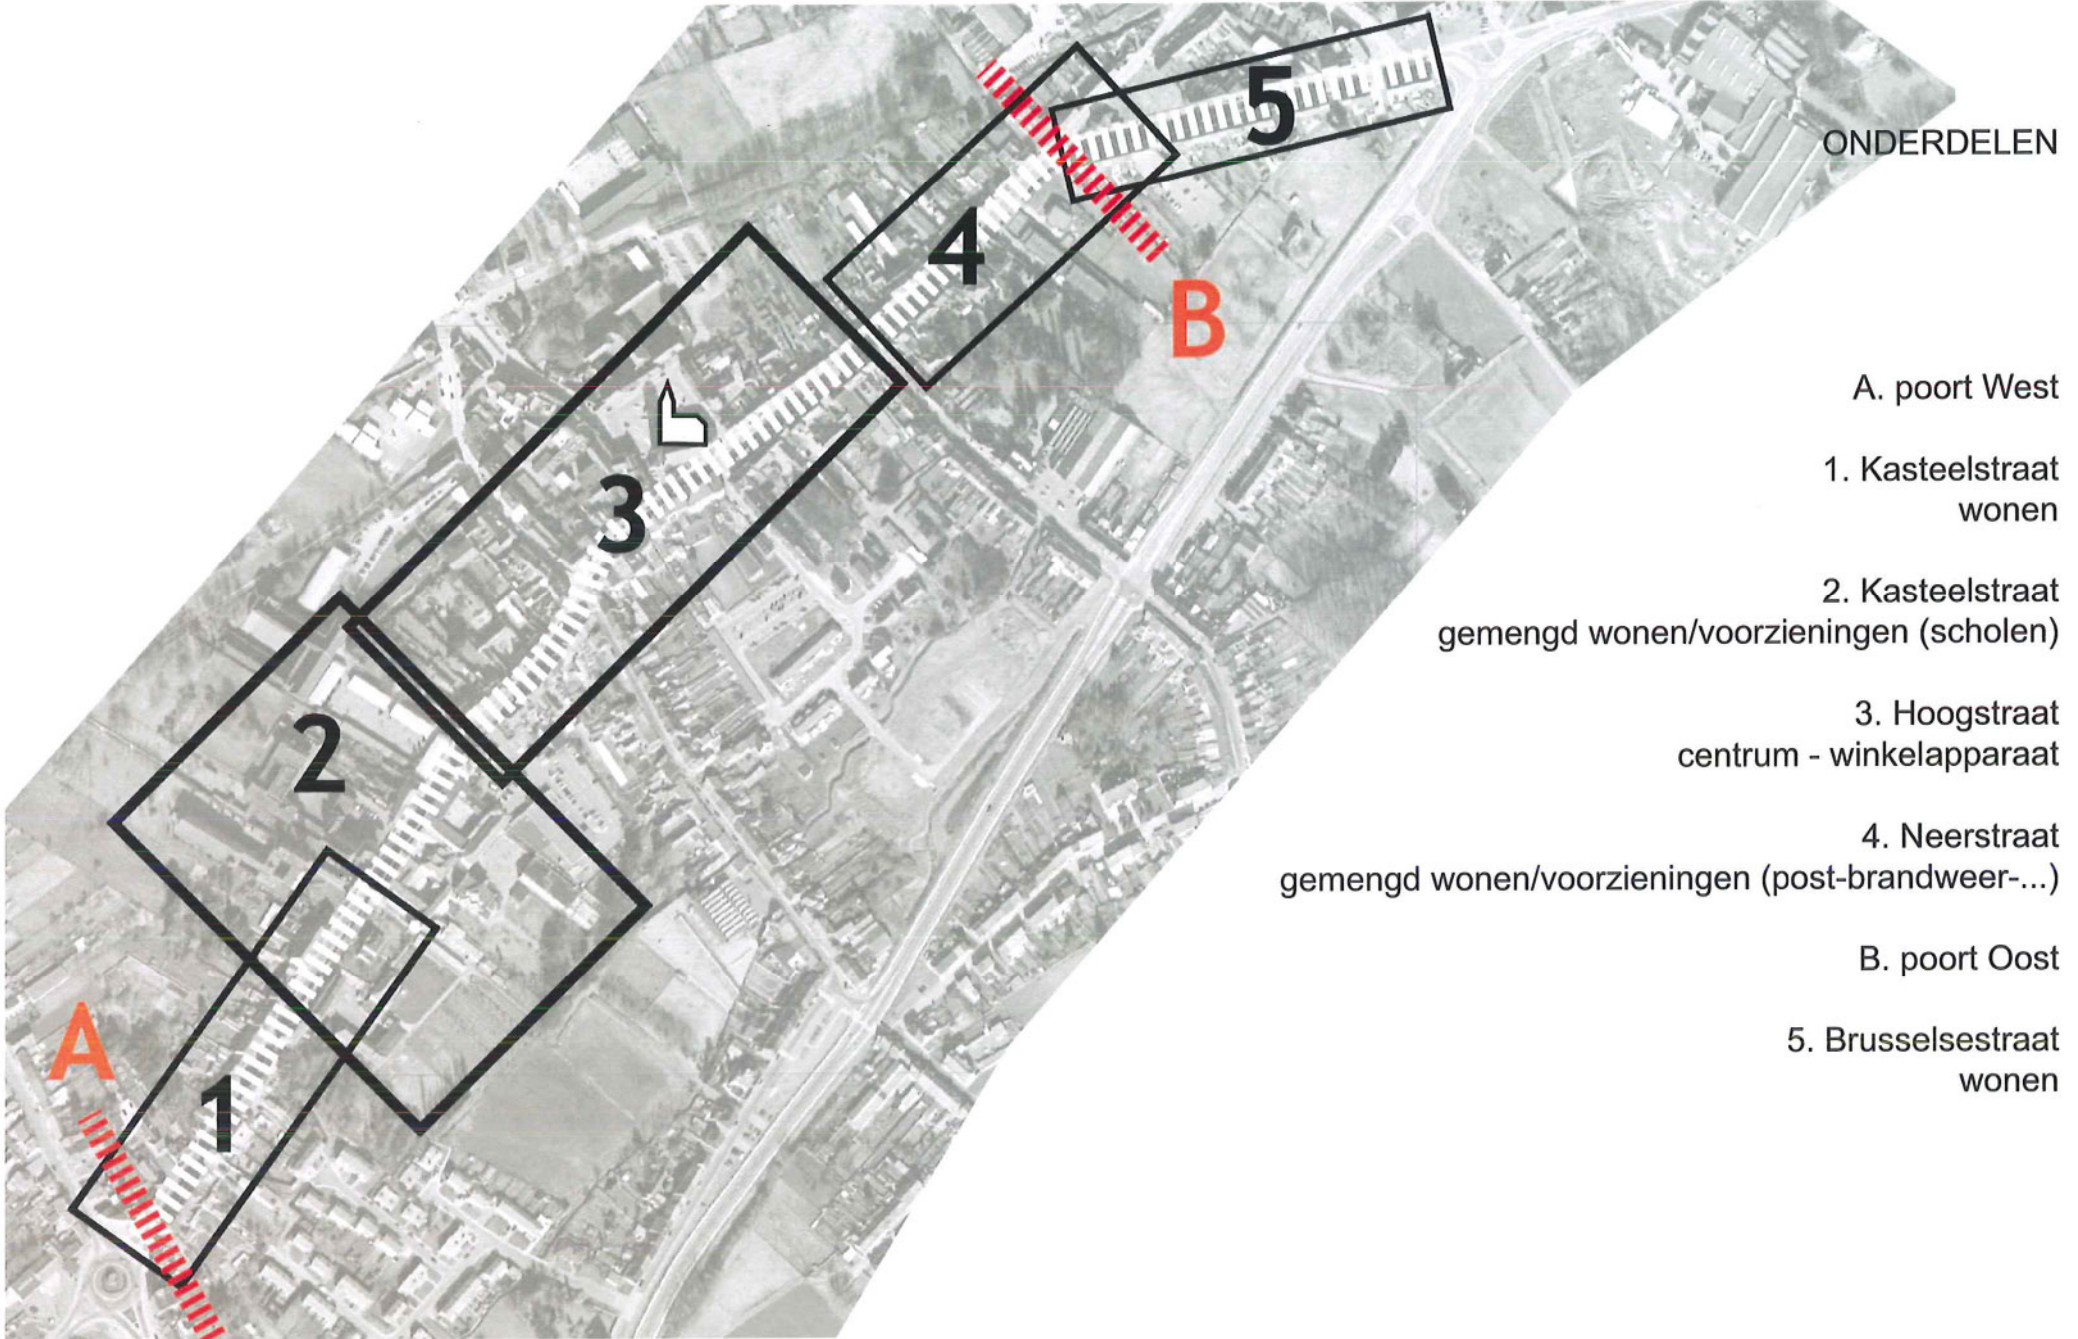 5
ONDERDELEN
4
B
A. poort West
3
1. Kasteelstraat
wonen
2. Kasteelstraat
gemengd wonen/voorzieningen (scholen)
2
3. Hoogstraat
centrum - winkelapparaat
4. Neerstraat
gemengd wonen/voorzieningen (post-brandweer-...)
B. poort Oost
A
1
5. Brusselsestraat
wonen